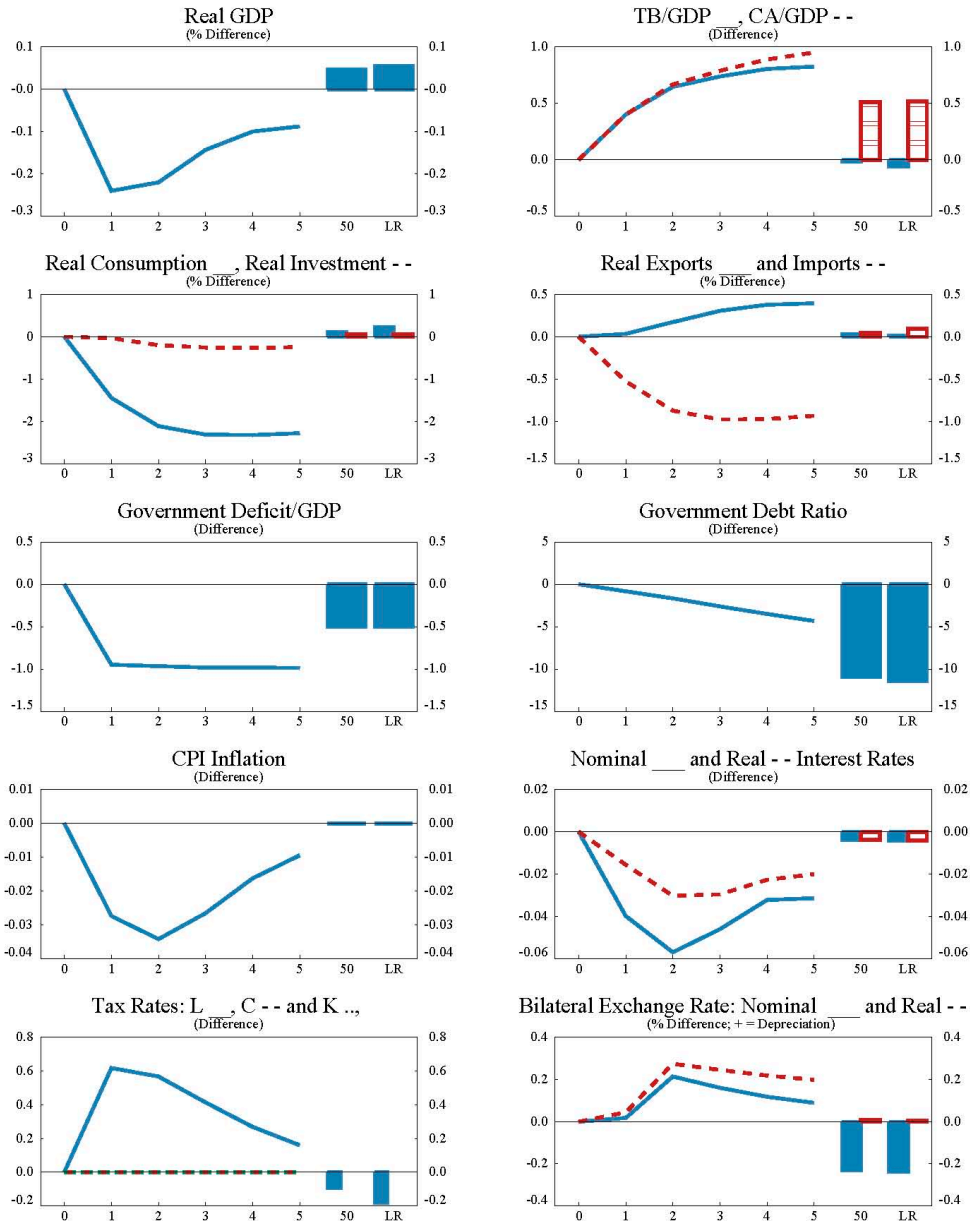 Real GDP
(% Difference)
0.1 0.1
-0.0 -0.0
-0.1 -0.1
-0.2 -0.2
-0.3 -0.3
0 1 2 3 4 5 50 LR
TB/GDP __, CA/GDP - -
(Difference)
1.0 1.0
0.5 0.5
0.0 0.0
-0.5 -0.5
0 1 2 3 4 5 50 LR
Real Consumption __, Real Investment - -
(% Difference)
1 1
0 0
-1 -1
-2 -2
-3 -3
0 1 2 3 4 5 50 LR
Real Exports ___ and Imports - -
(% Difference)
0.5 0.5
0.0 0.0
-0.5 -0.5
-1.0 -1.0
-1.5 -1.5
0 1 2 3 4 5 50 LR
Government Deficit/GDP
(Difference)
0.5 0.5
0.0 0.0
-0.5 -0.5
-1.0 -1.0
-1.5 -1.5
0 1 2 3 4 5 50 LR
Government Debt Ratio
(Difference)
5 5
0 0
-5 -5
-10 -10
-15 -15
0 1 2 3 4 5 50 LR
CPI Inflation
(Difference)
0.01 0.01
0.00 0.00
-0.01 -0.01
-0.02 -0.02
-0.03 -0.03
-0.04 -0.04
0 1 2 3 4 5 50 LR
Nominal ___ and Real - - Interest Rates
(Difference)
0.02 0.02
0.00 0.00
-0.02 -0.02
-0.04 -0.04
-0.06 -0.06
0 1 2 3 4 5 50 LR
Tax Rates: L __, C - - and K ..,
(Difference)
0.8 0.8
0.6 0.6
0.4 0.4
0.2 0.2
0.0 0.0
-0.2 -0.2
0 1 2 3 4 5 50 LR
Bilateral Exchange Rate: Nominal ___ and Real - -
(% Difference; + = Depreciation)
0.4 0.4
0.2 0.2
0.0 0.0
-0.2 -0.2
-0.4 -0.4
0 1 2 3 4 5 50 LR